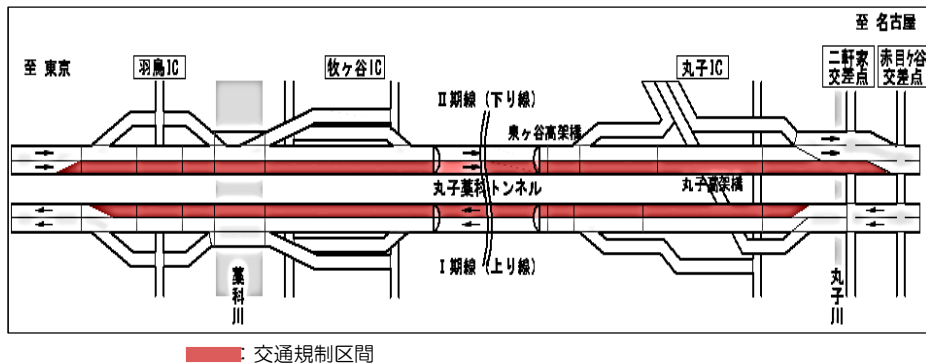 至 名古屋
至 東京
羽鳥IC
牧ヶ谷IC
丸子IC
二軒家
交差点
赤目ヶ谷
交差点
Ⅱ期線（下り線）
泉ヶ谷高架橋
丸子藁科トンネル
丸子高架橋
Ⅰ期線（上り線）
藁科川
丸子川
：交通規制区間